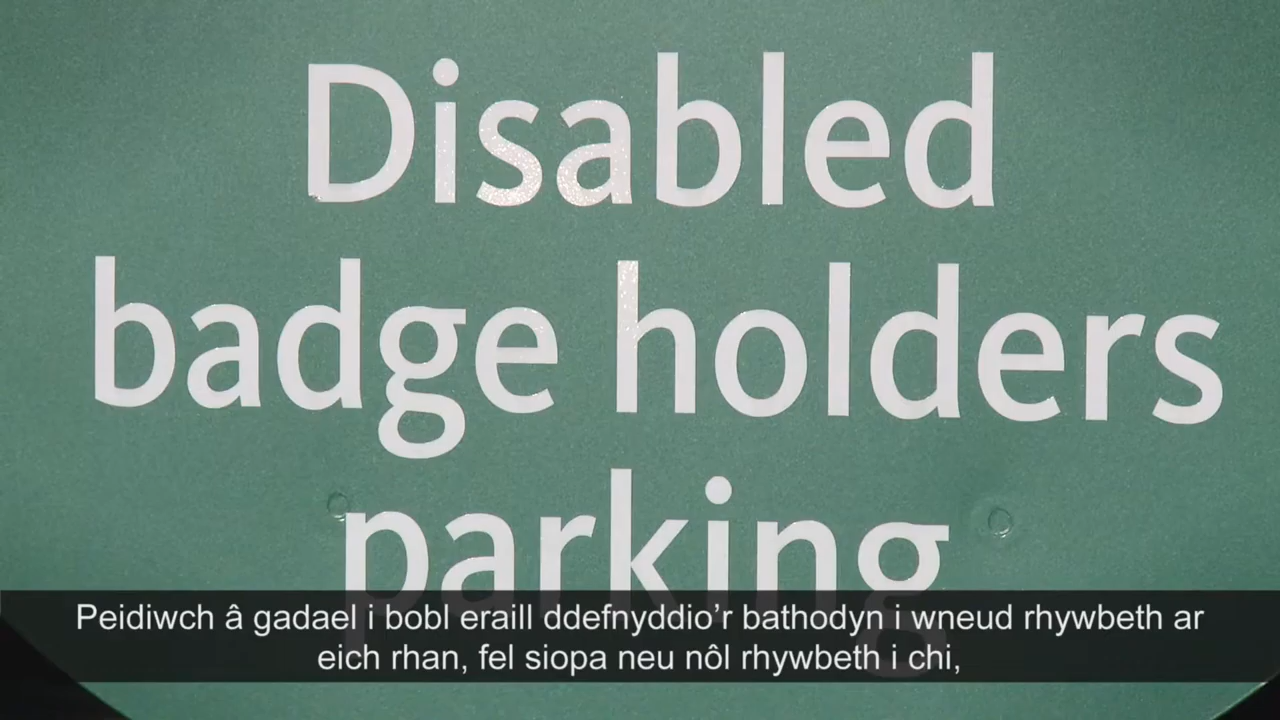 Disabled
badge holders
parking
Peidiwch â gadael i bobl eraill ddefnyddio’r bathodyn i wneud rhywbeth ar
eich rhan, fel siopa neu nôl rhywbeth i chi,